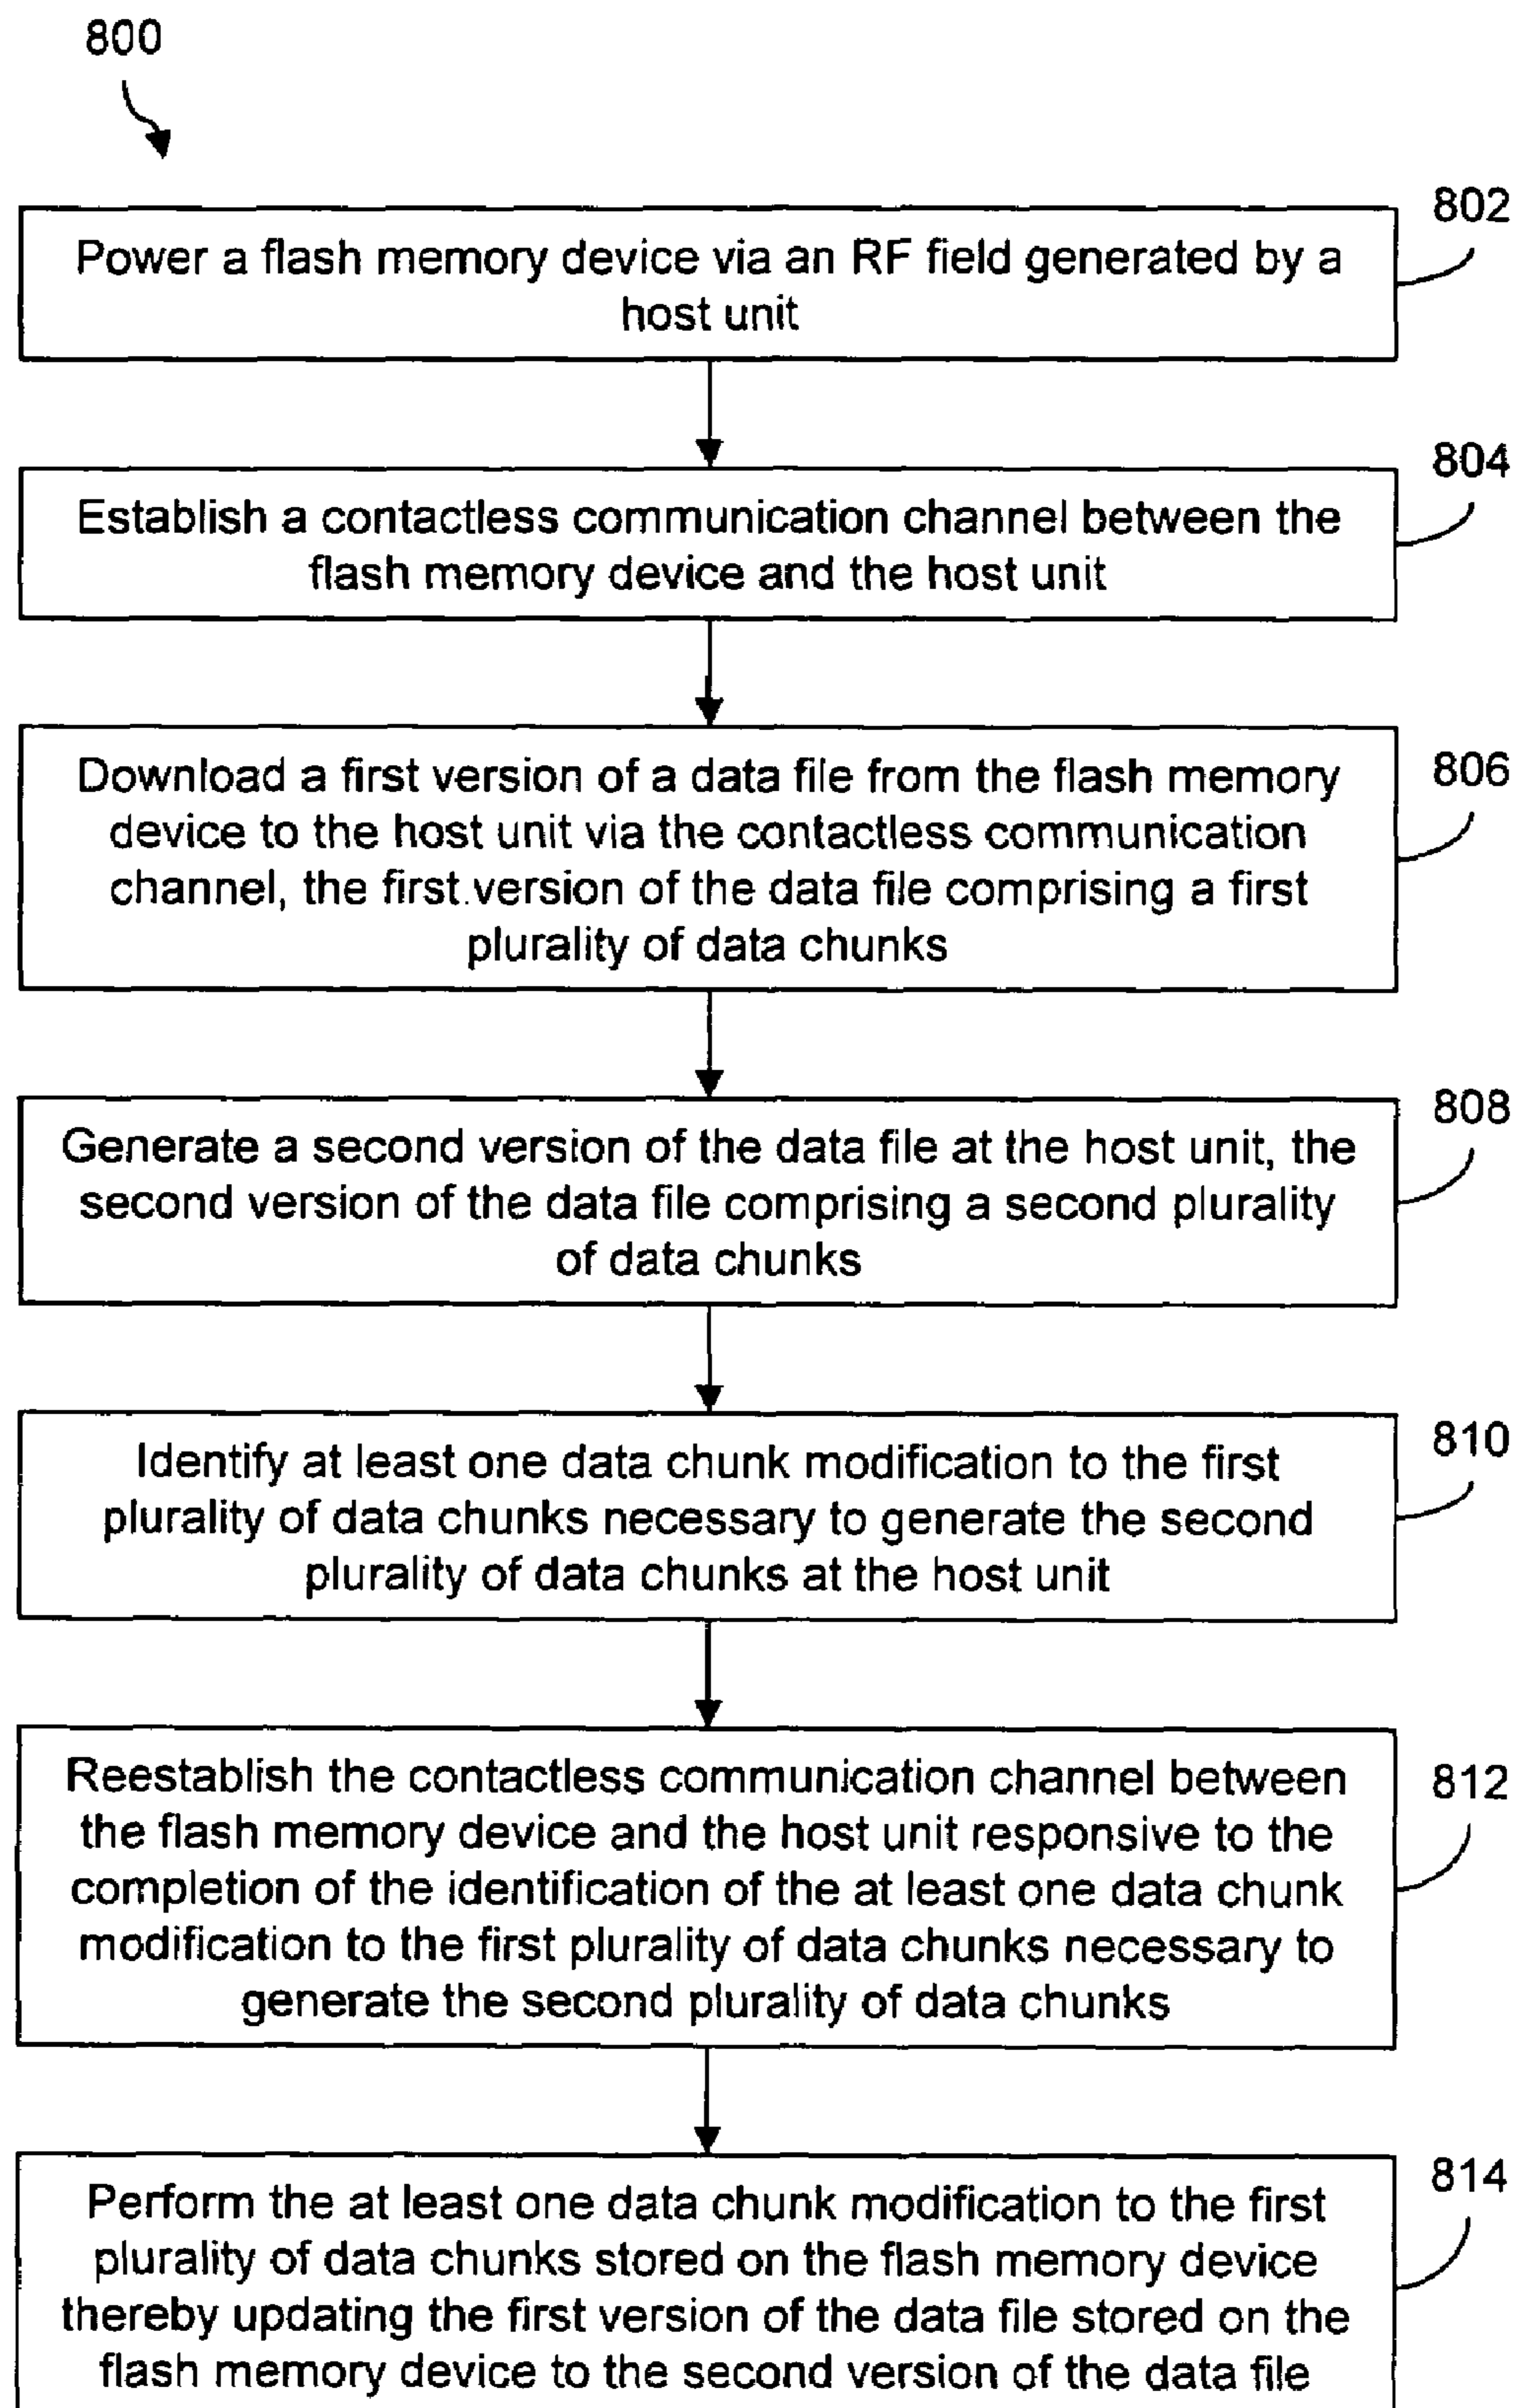 800
802
Power a flash memory device via an RF field generated by a
host unit
804
Establish a contactless communication channel between the
flash memory device and the host unit
806
Download a first version of a data file from the flash memory
device to the host unit via the contactless communication
channel, the first version of the data file comprising a first
plurality of data chunks
808
Generate a second version of the data file at the host unit, the
second version of the data file comprising a second plurality
of data chunks
810
Identify at least one data chunk modification to the first
plurality of data chunks necessary to generate the second
plurality of data chunks at the host unit
812
Reestablish the contactless communication channel between
the flash memory device and the host unit responsive to the
completion of the identification of the at least one data chunk
modification to the first plurality of data chunks necessary to
generate the second plurality of data chunks
814
Perform the at least one data chunk modification to the first
plurality of data chunks stored on the flash memory device
thereby updating the first version of the data file stored on the
flash memory device to the second version of the data file